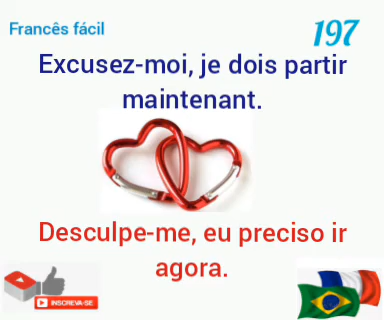 Francês fácil
197
Excusez-moi, je dois partir
maintenant.
Desculpe-me, eu preciso ir
agora.
INSCREVA-SE